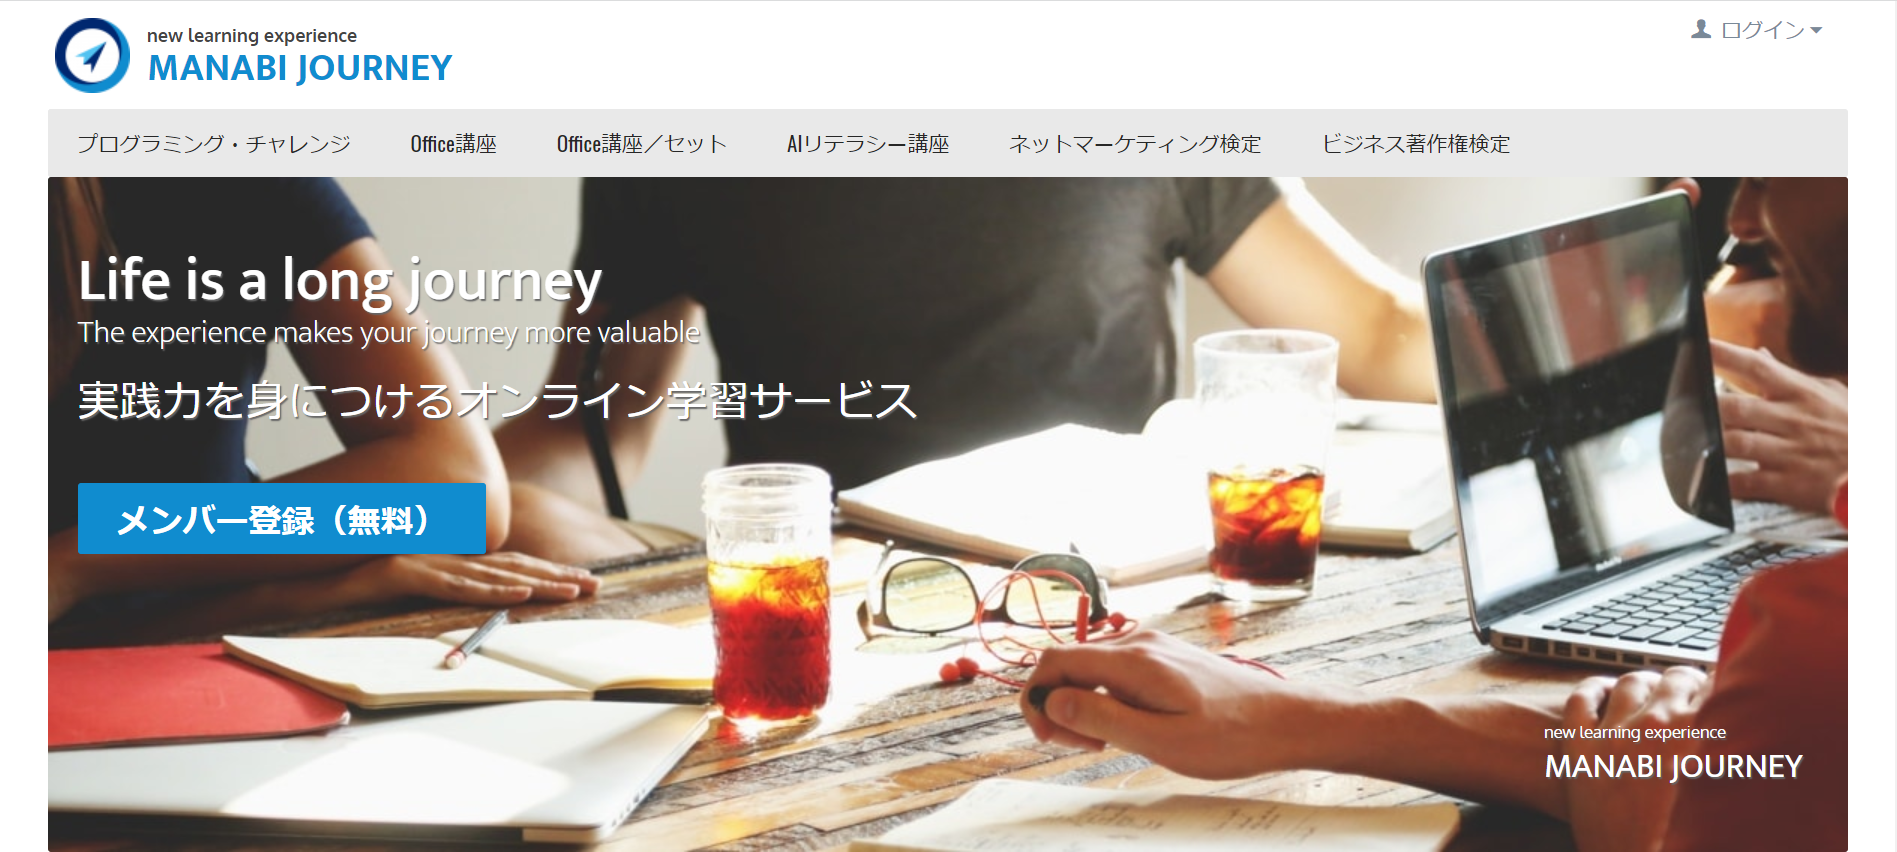 new learning experience
MANABI JOURNEY
ログイン
プログラミング・チャレンジ Office講座 Office講座／セット AIリテラシー講座 ネットマーケティング検定 ビジネス著作権検定
Life is a long journey
The experience makes your journey more valuable
実践力を身につけるオンライン学習サービス
メンバー登録（無料）
new learning experience
MANABI JOURNEY